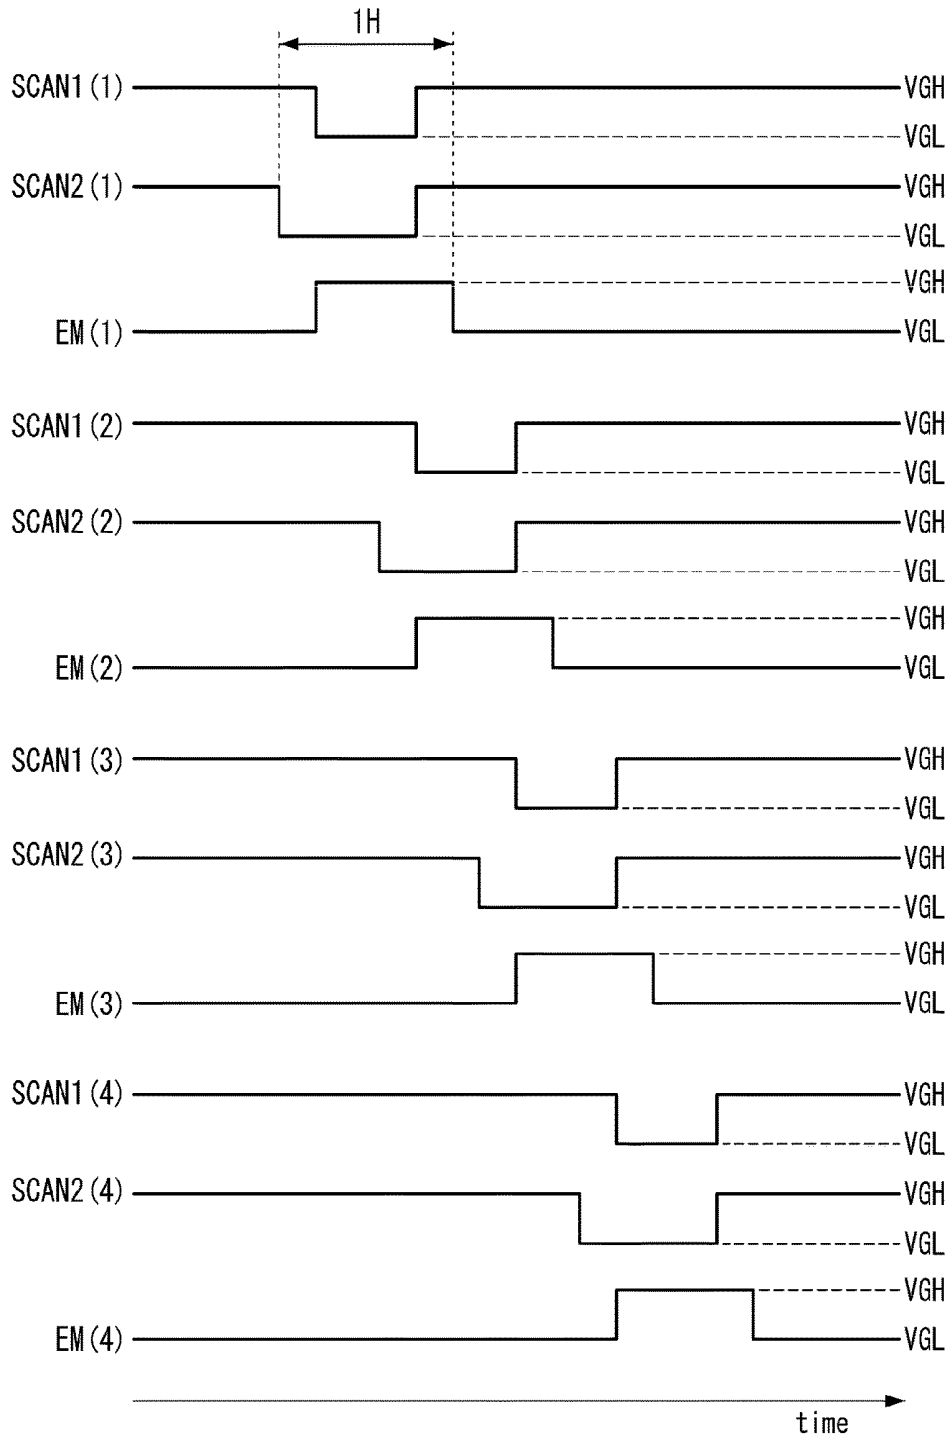 1H
SCAN1(1) VGH
VGL
SCAN2(1) VGH
VGL
VGH
EM(1) VGL
SCAN1(2) VGH
VGL
SCAN2(2) VGH
VGL
VGH
EM(2) VGL
SCAN1(3) VGH
VGL
SCAN2(3) VGH
VGL
VGH
EM(3) VGL
SCAN1(4) VGH
VGL
SCAN2(4) VGH
VGL
VGH
EM(4) VGL
time